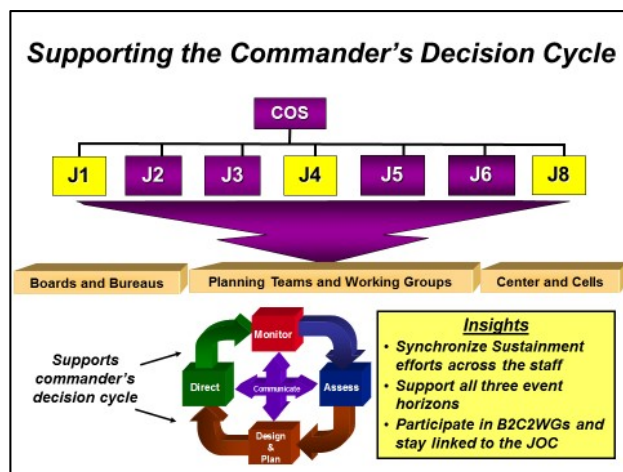 Supporting the Commander's Decision Cycle
COS
J1 J2 J3 J4 J5 J6 J8
Boards and Bureaus Planning Teams and Working Groups Center and Cells
Supports
commander's
decision cycle
Monitor
Direct Communicate Assess
Design
&
Plan
Insights
• Synchronize Sustainment
efforts across the staff
• Support all three event
horizons
• Participate in B2C2WGs and
stay linked to the JOC